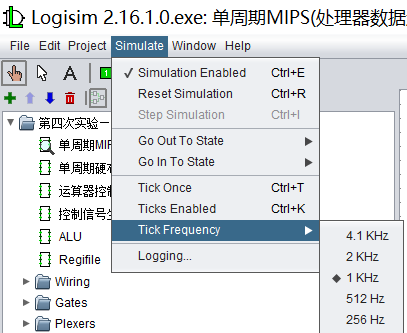 Logisim 2.16.1.0.exe: 单周期MIPS(处理器数据
File Edit Project Simulate Window Help
A 1
Simulation Enabled Ctrl+E
Reset Simulation Ctrl+R
Step Simulation Ctrl+I
Go Out To State
Go In To State
Tick Once Ctrl+T
Ticks Enabled Ctrl+K
Tick Frequency
Logging...
4.1 KHz
2 KHz
1 KHz
512 Hz
256 Hz
第四次实验一
单周期MIP
单周期硬
运算器控
控制信号
ALU
Regifile
Wiring
Gates
Plexers